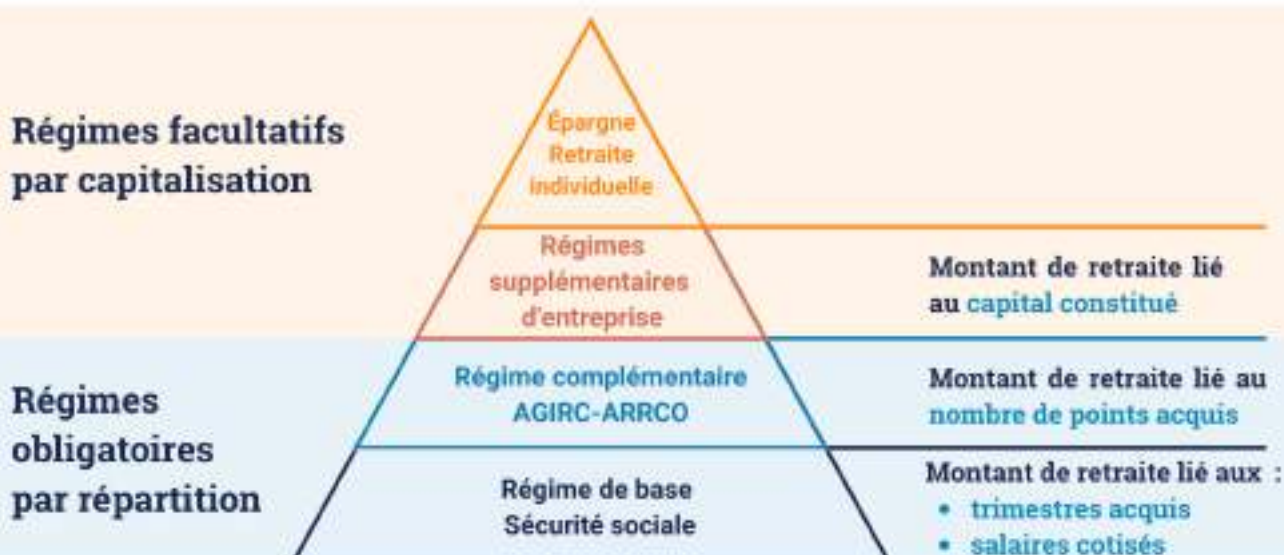 Régimes facultatifs
par capitalisation
Épargne
Retraite
individuelle
Régimes
supplémentaires
d'entreprise
Montant de retraite lié
au capital constitué
Régimes
obligatoires
par répartition
Régime complémentaire
AGIRC-ARRCO
Montant de retraite lié au
nombre de points acquis
Régime de base
Sécurité sociale
Montant de retraite lié aux :
• trimestres acquis
• salaires cotisés